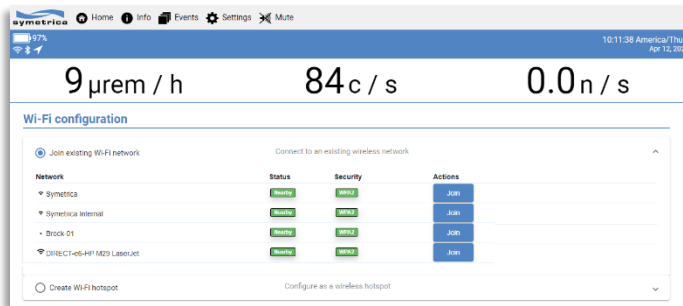 symetrica Home Info Events Settings Mute
97%
10:11:38 America/Thu
Apr 12, 202
9 µrem / h 84 c / s 0.0 n / s
Wi-Fi configuration
Join existing Wi-Fi network Connect to an existing wireless network
Network Status Security Actions
Symetrica Nearby WPA2 Join
Symetrica Internal Nearby WPA2 Join
Brock-01 Nearby WPA2 Join
DIRECT-e6-HP M29 LaserJet Nearby WPA2 Join
Create Wi-Fi hotspot Configure as a wireless hotspot